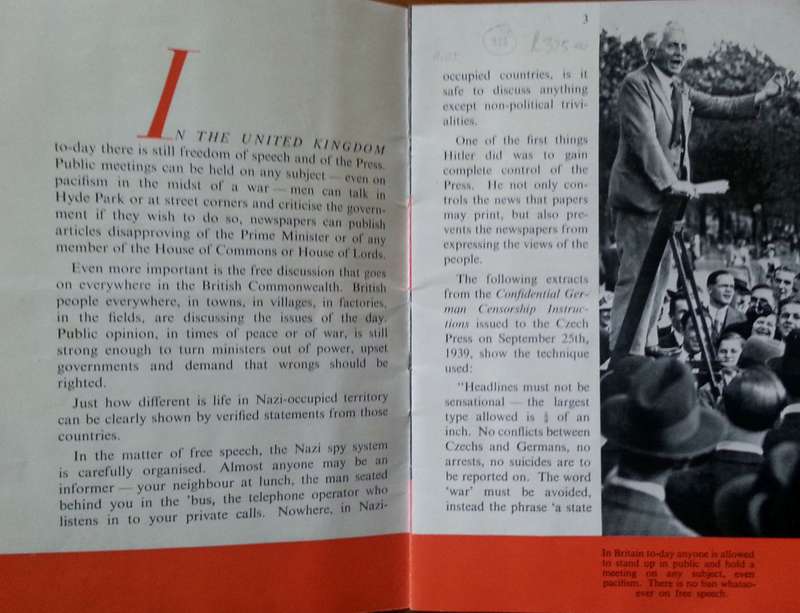 IN THE UNITED KINGDOM
to-day there is still freedom of speech and of the Press.
Public meetings can be held on any subject — even on
pacifism in the midst of a war — men can talk in
Hyde Park or at street corners and criticise the govern-
ment if they wish to do so, newspapers can publish
articles disapproving of the Prime Minister or of any
member of the House of Commons or House of Lords.
Even more important is the free discussion that goes
on everywhere in the British Commonwealth. British
people everywhere, in towns, in villages, in factories,
in the fields, are discussing the issues of the day.
Public opinion, in times of peace or of war, is still
strong enough to turn ministers out of power, upset
governments and demand that wrongs should be
righted.
Just how different is life in Nazi-occupied territory
can be clearly shown by verified statements from those
countries.
In the matter of free speech, the Nazi spy system
is carefully organised. Almost anyone may be an
informer — your neighbour at lunch, the man seated
behind you in the 'bus, the telephone operator who
listens in to your private calls. Nowhere, in Nazi-
3
occupied countries, is it
safe to discuss anything
except non-political trivi-
alities.
One of the first things
Hitler did was to gain
complete control of the
Press. He not only con-
trols the news that papers
may print, but also pre-
vents the newspapers from
expressing the views of the
people.
The following extracts
from the Confidential Ger-
man Censorship Instruc-
tions issued to the Czech
Press on September 25th,
1939, show the technique
used:
"Headlines must not be
sensational — the largest
type allowed is of an
inch. No conflicts between
Czechs and Germans, no
arrests, no suicides are to
be reported on. The word
'war' must be avoided,
instead the phrase 'a state
In Britain to-day anyone is allowed
to stand up in public and hold a
meeting on any subject, even
pacifism. There is no ban whatso-
ever on free speech